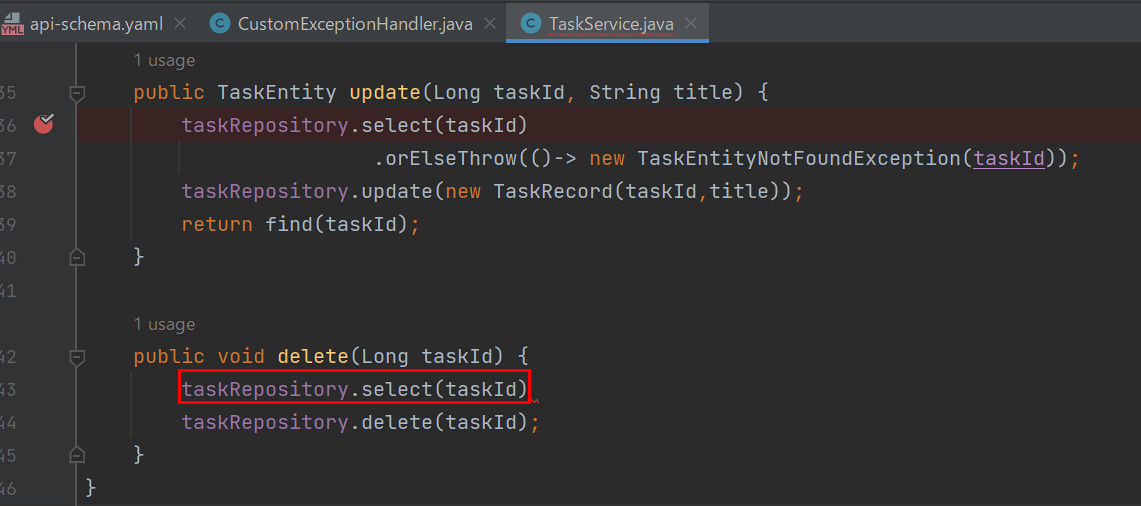 YML api-schema.yaml C CustomExceptionHandler.java C TaskService.java
1 usage
35 public TaskEntity update(Long taskId, String title) {
36 taskRepository.select(taskId)
37 .orElseThrow(()-> new TaskEntityNotFoundException(taskId));
38 taskRepository.update(new TaskRecord(taskId,title));
39 return find(taskId);
40 }
41
1 usage
42 public void delete(Long taskId) {
43 taskRepository.select(taskId)
44 taskRepository.delete(taskId);
45 }
46 }